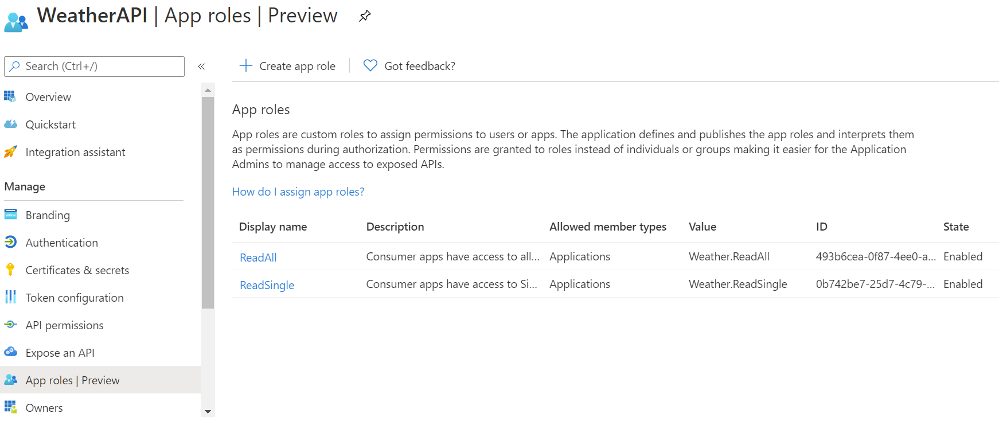 WeatherAPI | App roles | Preview
Search (Ctrl+/)
«
Overview
Quickstart
Integration assistant
Manage
Branding
Authentication
Certificates & secrets
Token configuration
API permissions
Expose an API
App roles | Preview
Owners
Create app role
Got feedback?
App roles
App roles are custom roles to assign permissions to users or apps. The application defines and publishes the app roles and interprets them
as permissions during authorization. Permissions are granted to roles instead of individuals or groups making it easier for the Application
Admins to manage access to exposed APIs.
How do I assign app roles?
Display name Description Allowed member types Value ID State
ReadAll Consumer apps have access to all... Applications Weather.ReadAll 493b6cea-0f87-4ee0-a... Enabled
ReadSingle Consumer apps have access to Si... Applications Weather.ReadSingle 0b742be7-25d7-4c79-... Enabled